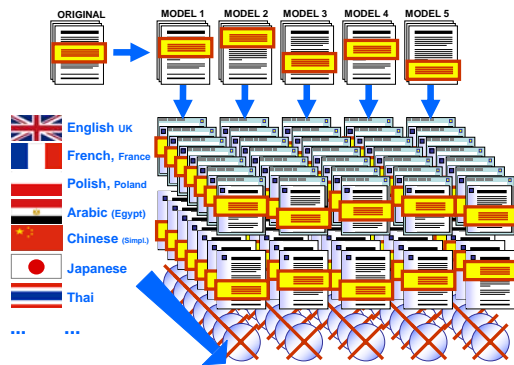 ORIGINAL
MODEL 1 MODEL 2 MODEL 3 MODEL 4 MODEL 5
English UK
French, France
Polish, Poland
Arabic (Egypt)
Chinese (Simpl.)
Japanese
Thai
... ...